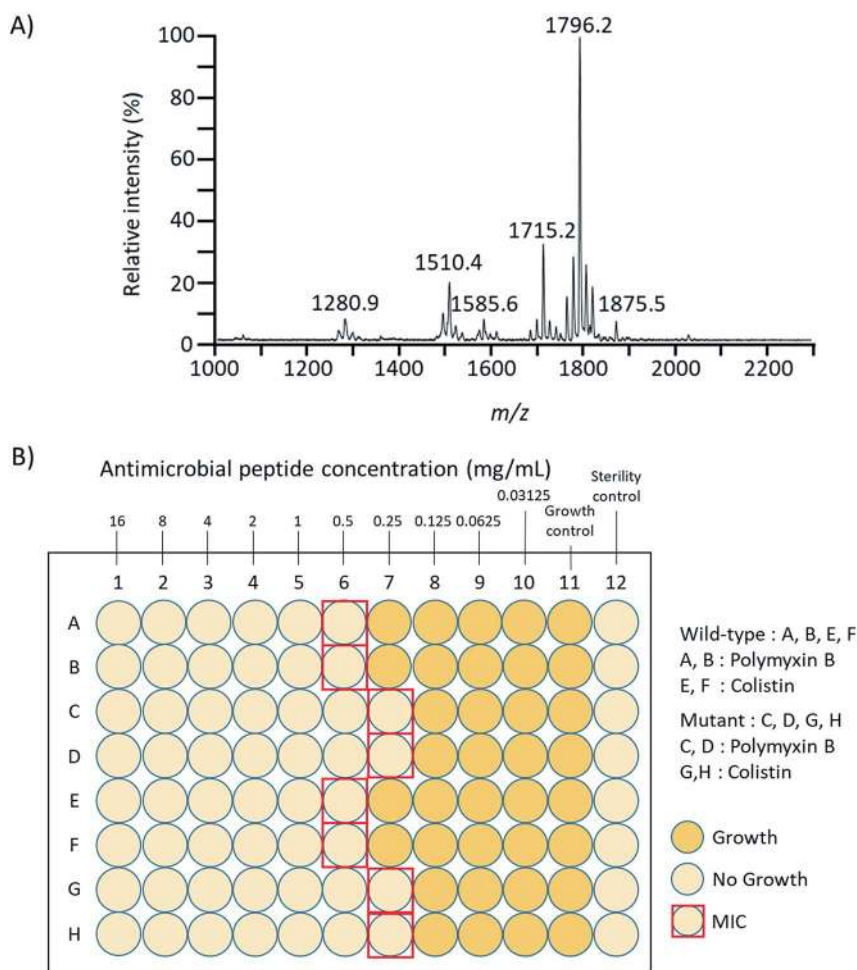 A)
Relative intensity (%)
100
80
60
40
20
0
1796.2
1715.2
1510.4
1585.6
1280.9
1875.5
1000 1200 1400 1600 1800 2000 2200
m/z
B)
Antimicrobial peptide concentration (mg/mL)
Sterility control
Growth control
16 8 4 2 1 0.5 0.25 0.125 0.0625 0.03125
1 2 3 4 5 6 7 8 9 10 11 12
A
B
C
D
E
F
G
H
Wild-type : A, B, E, F
A, B : Polymyxin B
E, F : Colistin
Mutant : C, D, G, H
C, D : Polymyxin B
G,H : Colistin
Growth
No Growth
MIC